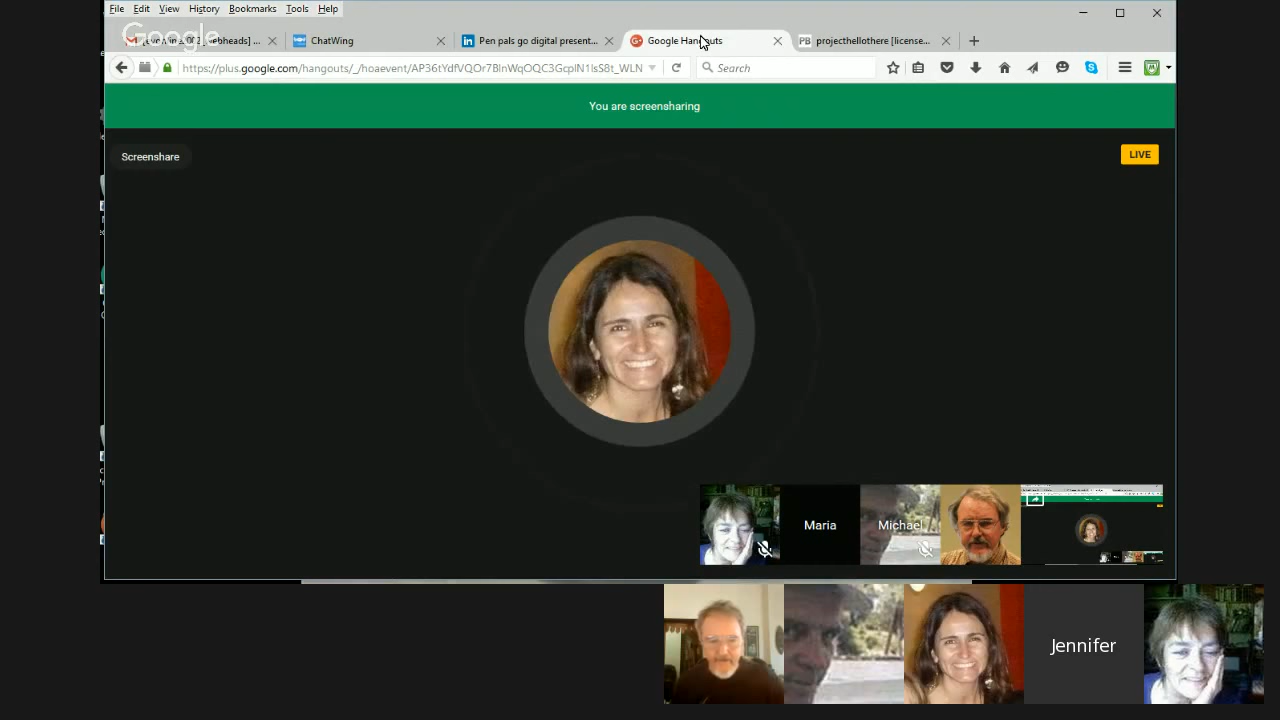 File Edit View History Bookmarks Tools Help
Google
ChatWing
Pen pals go digital present...
Google Hangouts
projecthellothere [license...
https://plus.google.com/hangouts/_/hoaevent/
Search
You are screensharing
Screenshare
LIVE
Maria
Michael
Jennifer